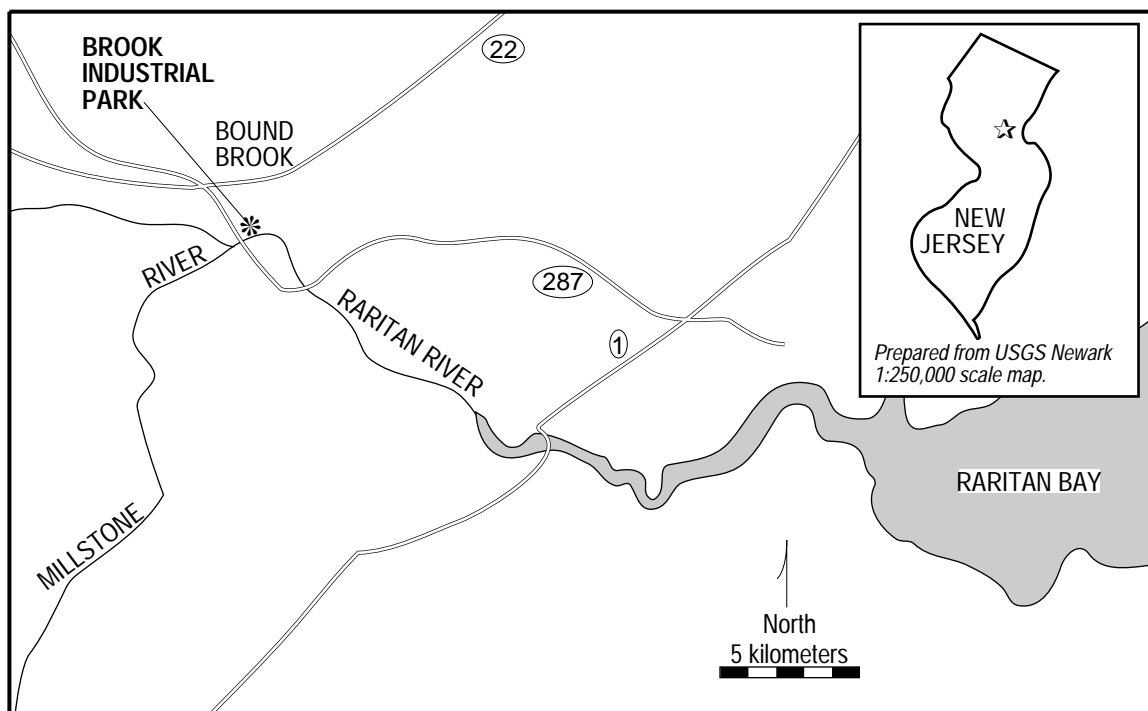 BROOK
INDUSTRIAL
PARK
22
BOUND
BROOK
RIVER
MILLSTONE
RARITAN RIVER
287
1
NEW
JERSEY
Prepared from USGS Newark
1:250,000 scale map.
RARITAN BAY
North
5 kilometers